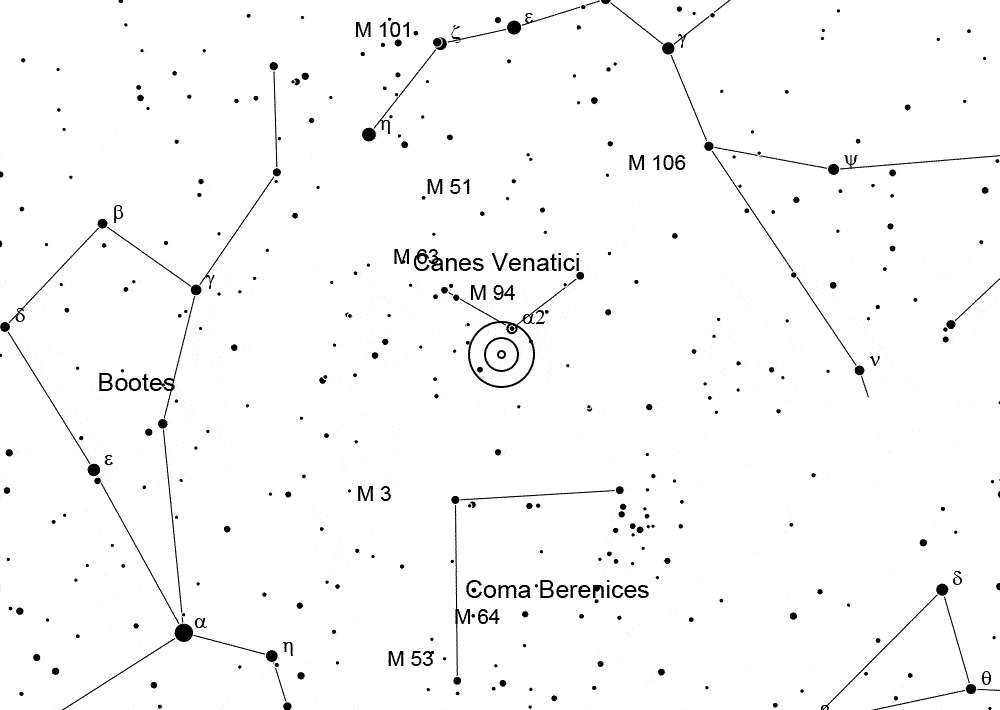 M 101 ζ ε
γ
η
M 106 ψ
M 51
β
M 63
Canes Venatici
γ M 94
δ α2
ν
Bootes
ε
M 3
δ
Coma Berenices
M 64
α
η M 53
θ